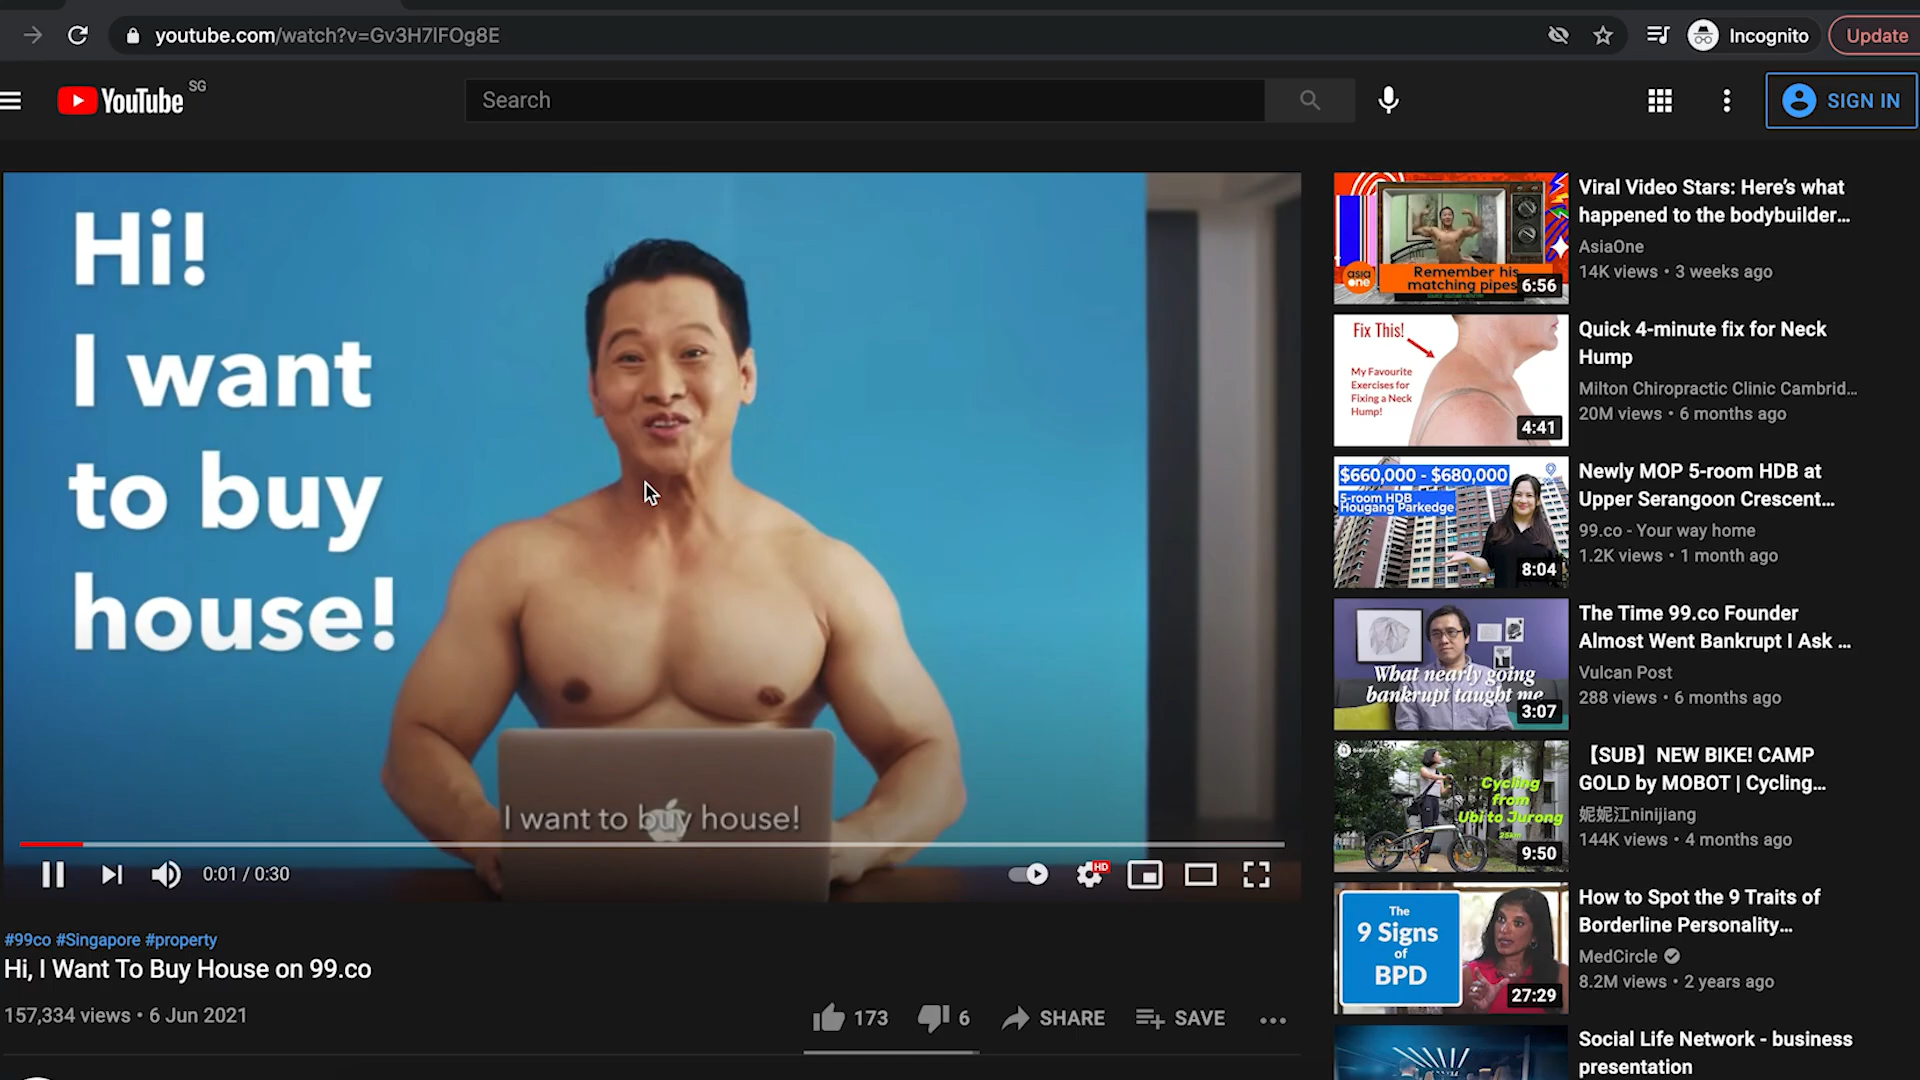 youtube.com/watch?v=Gv3H7lFOg8E
Incognito
Update
YouTube
SG
Search
SIGN IN
Hi!
I want
to buy
house!
I want to buy house!
0:01 / 0:30
HD
#99co #Singapore #property
Hi, I Want To Buy House on 99.co
157,334 views • 6 Jun 2021
173
6
SHARE
SAVE
asia
one
Remember his
matching pipes
6:56
Viral Video Stars: Here's what
happened to the bodybuilder...
AsiaOne
14K views • 3 weeks ago
Fix This!
My Favourite
Exercises for
Fixing a Neck
Hump!
4:41
Quick 4-minute fix for Neck
Hump
Milton Chiropractic Clinic Cambrid...
20M views • 6 months ago
$660,000 - $680,000
5-room HDB
Hougang Parkedge
8:04
Newly MOP 5-room HDB at
Upper Serangoon Crescent...
99.co - Your way home
1.2K views • 1 month ago
What nearly going
bankrupt taught me
3:07
The Time 99.co Founder
Almost Went Bankrupt I Ask ...
Vulcan Post
288 views • 6 months ago
Cycling
from
Ubi to Jurong
25km
9:50
【SUB】NEW BIKE! CAMP
GOLD by MOBOT | Cycling...
妮妮江ninijiang
144K views • 4 months ago
The
9 Signs
of
BPD
27:29
How to Spot the 9 Traits of
Borderline Personality...
MedCircle
8.2M views • 2 years ago
Social Life Network - business
presentation